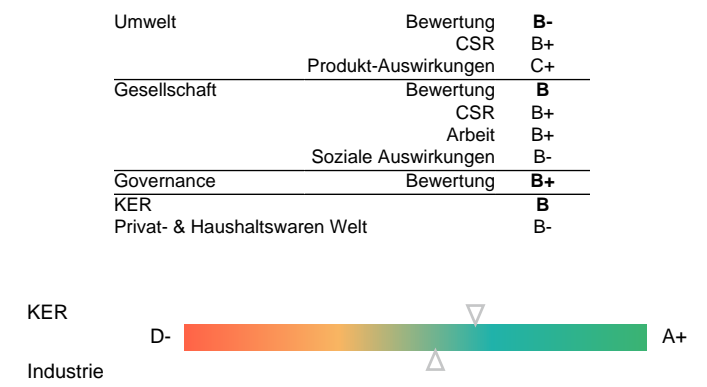 Umwelt Bewertung B-
CSR B+
Produkt-Auswirkungen C+
Gesellschaft Bewertung B
CSR B+
Arbeit B+
Soziale Auswirkungen B-
Governance Bewertung B+
KER B
Privat- & Haushaltswaren Welt B-
KER
D- A+
Industrie